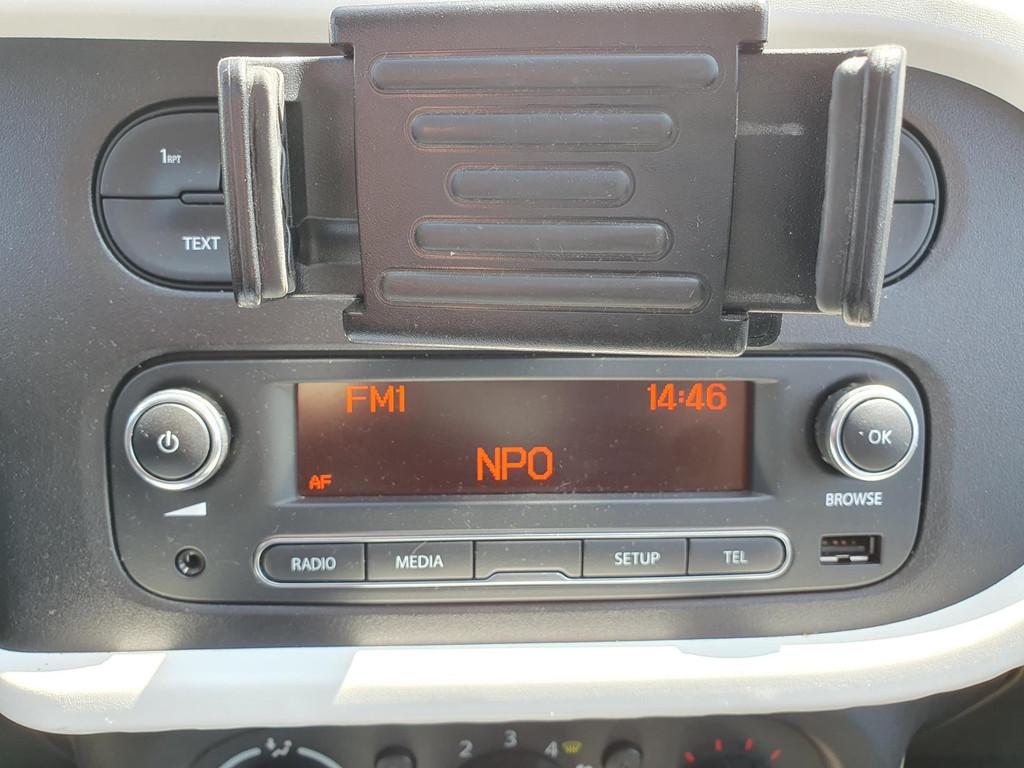 1RPT
TEXT
FM1 14:46
AF NPO
OK
BROWSE
RADIO MEDIA SETUP TEL
2 3 4